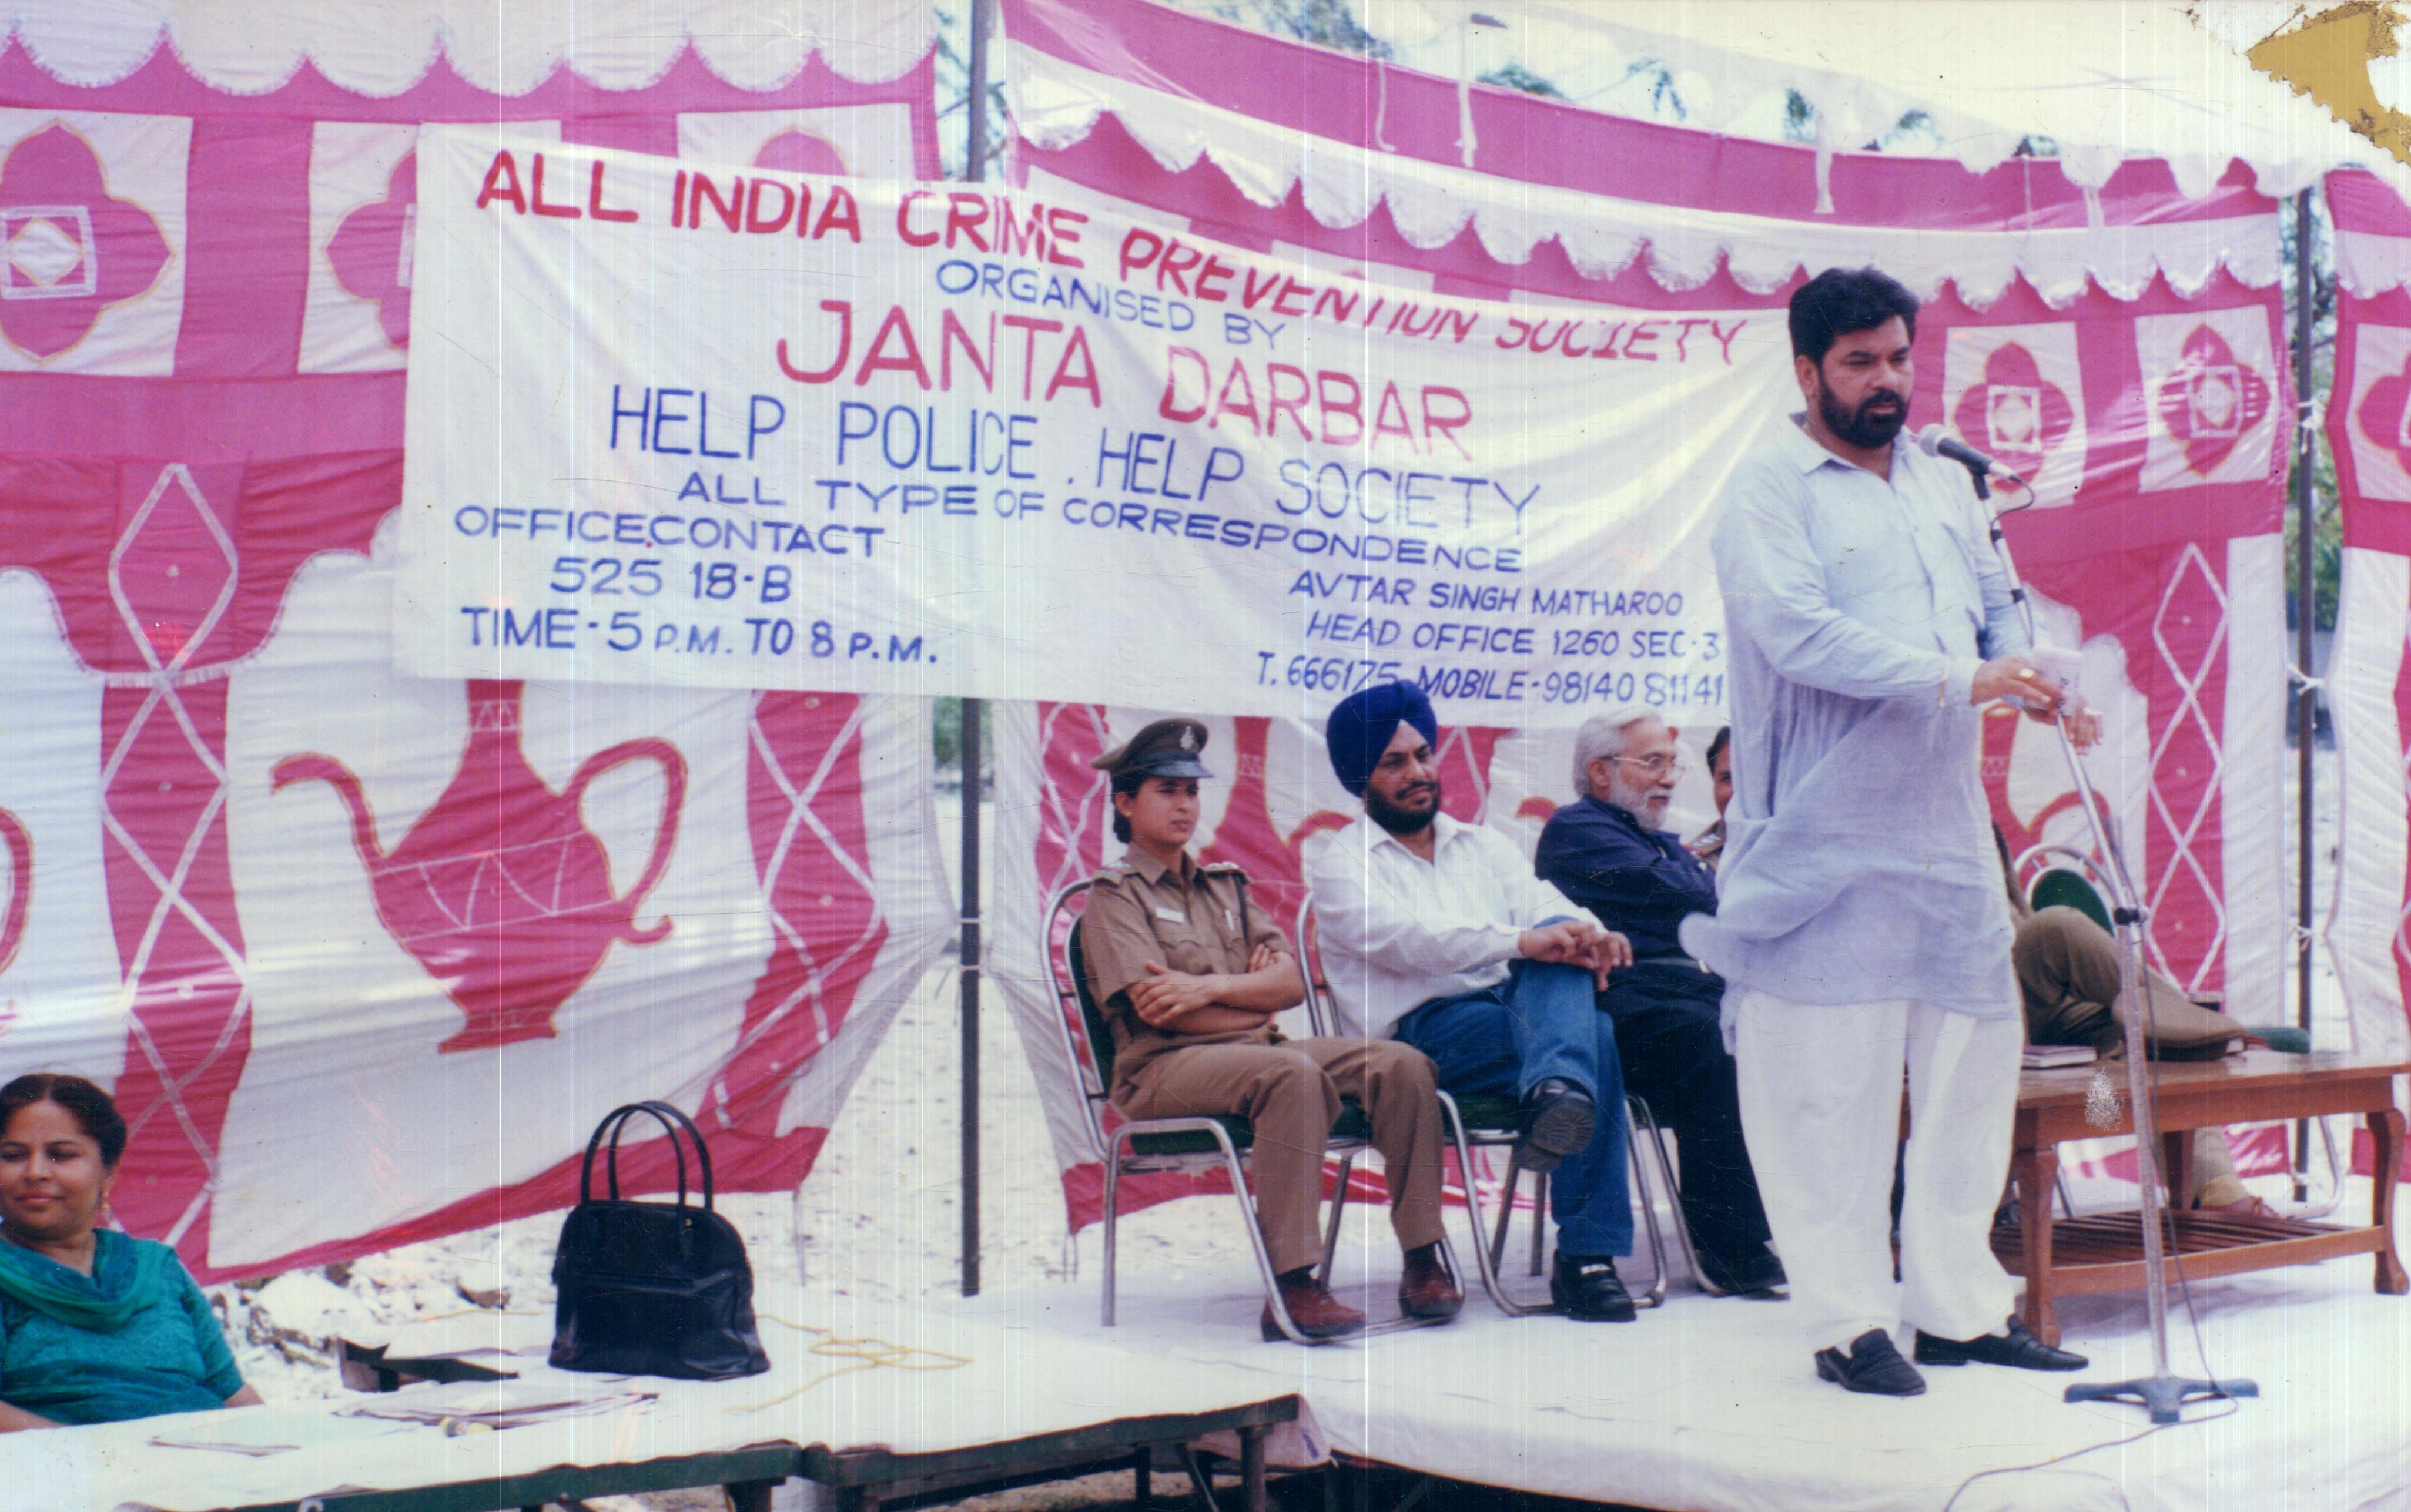 ALL INDIA CRIME PREVENTION SOCIETY
ORGANISED BY
JANTA DARBAR
HELP POLICE . HELP SOCIETY
ALL TYPE OF CORRESPONDENCE
OFFICE.CONTACT
525 18-B
TIME-5 P.M. TO 8 P.M.
AVTAR SINGH MATHAROO
HEAD OFFICE 1260 SEC-3
T. 666175 MOBILE-98140 81141